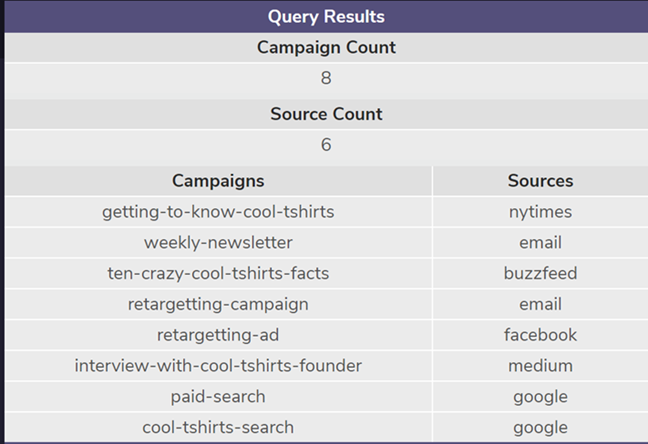 Query Results
Campaign Count
8
Source Count
6
Campaigns Sources
getting-to-know-cool-tshirts nytimes
weekly-newsletter email
ten-crazy-cool-tshirts-facts buzzfeed
retargetting-campaign email
retargetting-ad facebook
interview-with-cool-tshirts-founder medium
paid-search google
cool-tshirts-search google